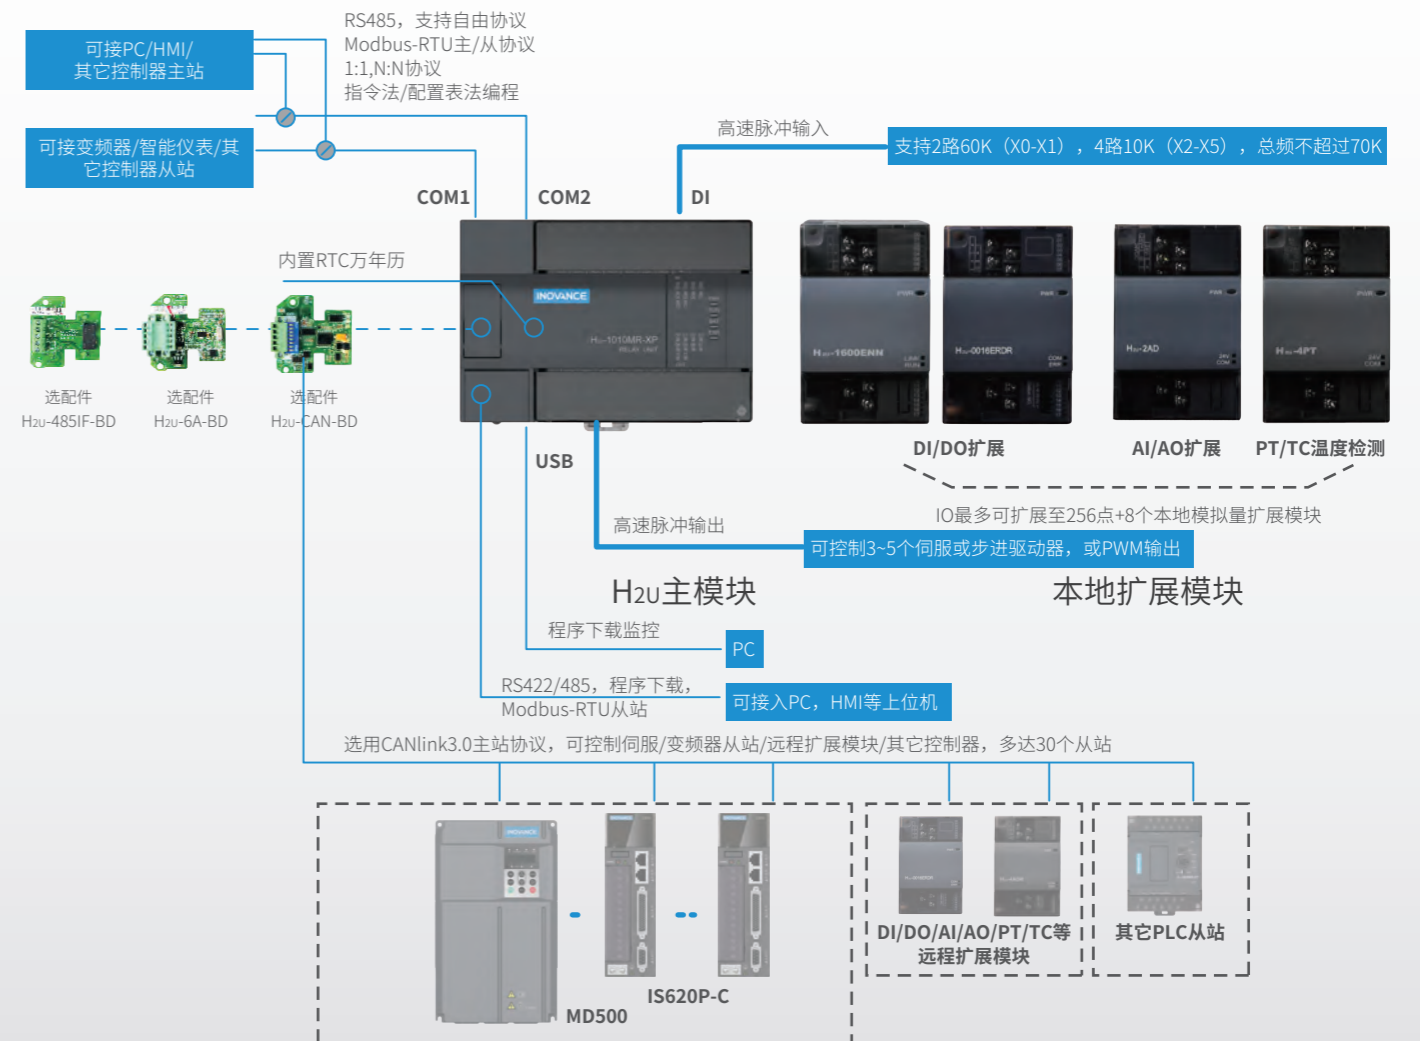 RS485，支持自由协议
Modbus-RTU主/从协议
1:1,N:N协议
指令法/配置表法编程
可接PC/HMI/
其它控制器主站
可接变频器/智能仪表/其
它控制器从站
高速脉冲输入
支持2路60K（X0-X1），4路10K（X2-X5），总频不超过70K
COM1
COM2
DI
内置RTC万年历
INOVANCE
H2U-1010MR-XP
RELAY UNIT
H2U-1600ENN
H2U-0016ERDR
H2U-2AD
H2U-4PT
选配件
H2U-485IF-BD
选配件
H2U-6A-BD
选配件
H2U-CAN-BD
USB
DI/DO扩展
AI/AO扩展
PT/TC温度检测
IO最多可扩展至256点+8个本地模拟量扩展模块
高速脉冲输出
可控制3~5个伺服或步进驱动器，或PWM输出
H2U主模块
本地扩展模块
程序下载监控
PC
RS422/485，程序下载，
Modbus-RTU从站
可接入PC，HMI等上位机
选用CANlink3.0主站协议，可控制伺服/变频器从站/远程扩展模块/其它控制器，多达30个从站
INOVANCE
MD500
IS620P-C
DI/DO/AI/AO/PT/TC等
远程扩展模块
其它PLC从站